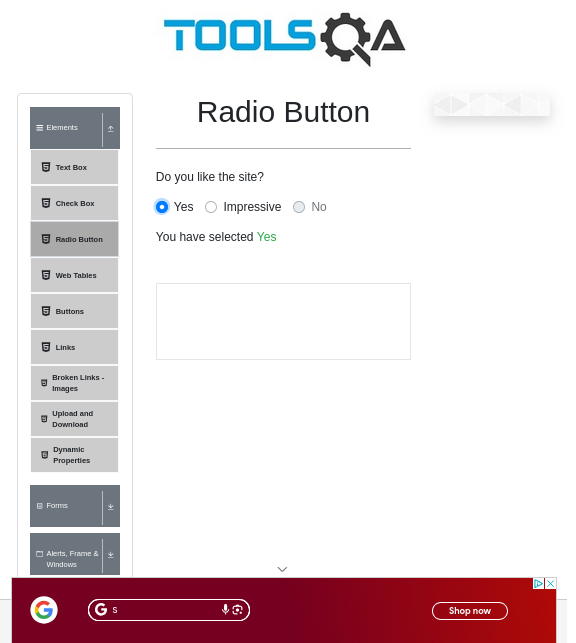 TOOLSQA
Radio Button
Elements
Text Box
Check Box
Radio Button
Web Tables
Buttons
Links
Broken Links -
Images
Upload and
Download
Dynamic
Properties
Forms
Alerts, Frame &
Windows
Do you like the site?
Yes
Impressive
No
You have selected Yes
G
G s
Shop now